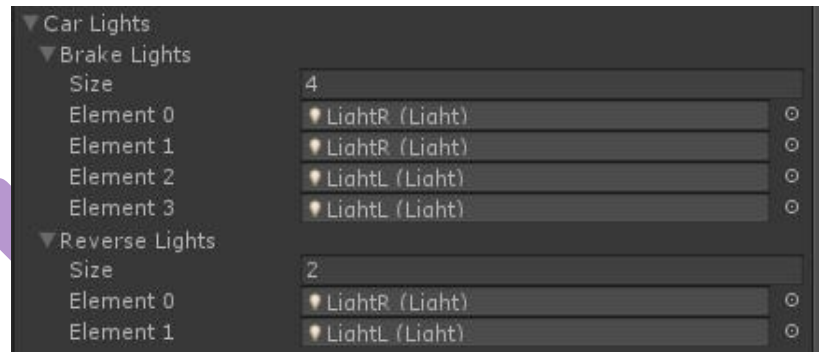 Car Lights
Brake Lights
Size 4
Element 0 LightR (Light)
Element 1 LightR (Light)
Element 2 LightL (Light)
Element 3 LightL (Light)
Reverse Lights
Size 2
Element 0 LightR (Light)
Element 1 LightL (Light)